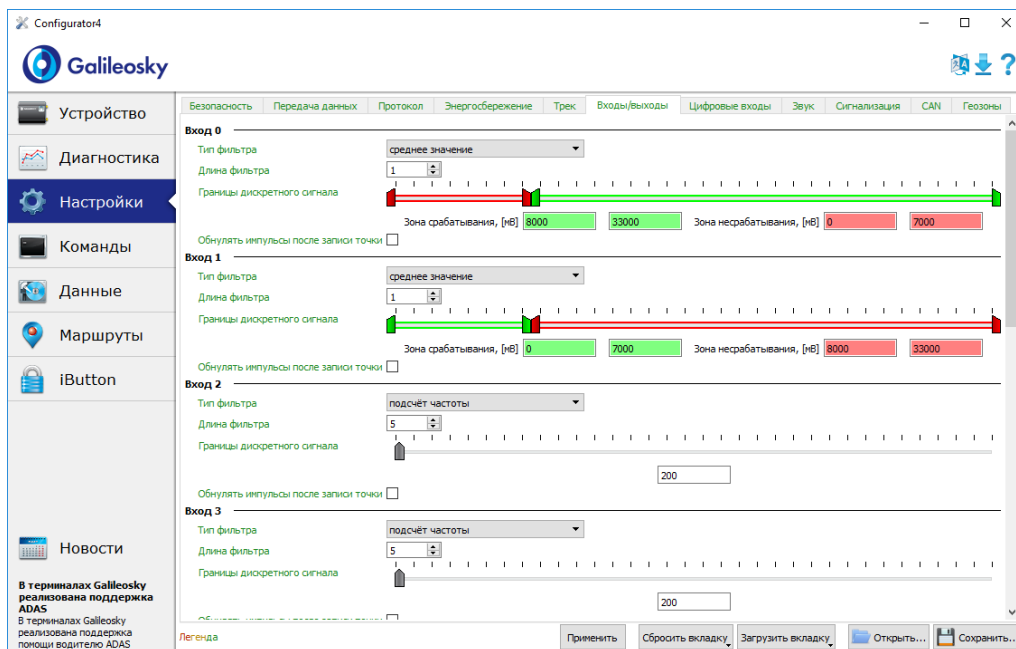 Configurator4
Galileosky
Устройство
Диагностика
Настройки
Команды
Данные
Маршруты
iButton
Новости
В терминалах Galileosky
реализована поддержка
ADAS
В терминалах Galileosky
реализована поддержка
помощи водителю ADAS
Безопасность Передача данных Протокол Энергосбережение Трек Входы/выходы Цифровые входы Звук Сигнализация CAN Геозоны
Вход 0
Тип фильтра среднее значение
Длина фильтра 1
Границы дискретного сигнала
Зона срабатывания, [мВ] 8000 33000 Зона несрабатывания, [мВ] 0 7000
Обнулять импульсы после записи точки
Вход 1
Тип фильтра среднее значение
Длина фильтра 1
Границы дискретного сигнала
Зона срабатывания, [мВ] 0 7000 Зона несрабатывания, [мВ] 8000 33000
Обнулять импульсы после записи точки
Вход 2
Тип фильтра подсчёт частоты
Длина фильтра 5
Границы дискретного сигнала
200
Обнулять импульсы после записи точки
Вход 3
Тип фильтра подсчёт частоты
Длина фильтра 5
Границы дискретного сигнала
200
Легенда Применить Сбросить вкладку Загрузить вкладку Открыть... Сохранить...